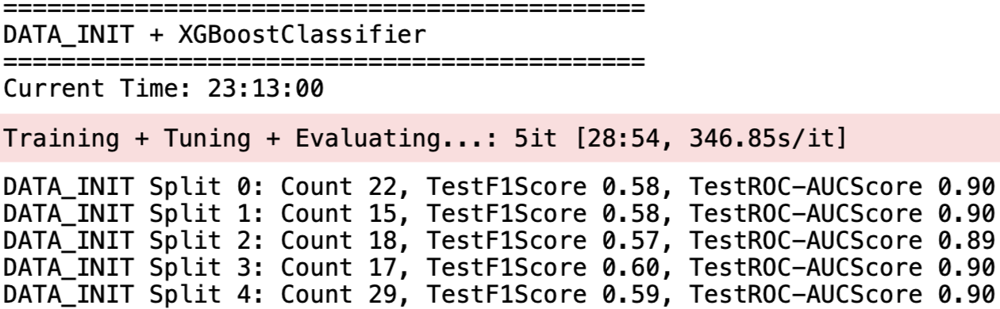 ============================================
DATA_INIT + XGBoostClassifier
============================================
Current Time: 23:13:00
Training + Tuning + Evaluating...: 5it [28:54, 346.85s/it]
DATA_INIT Split 0: Count 22, TestF1Score 0.58, TestROC-AUCScore 0.90
DATA_INIT Split 1: Count 15, TestF1Score 0.58, TestROC-AUCScore 0.90
DATA_INIT Split 2: Count 18, TestF1Score 0.57, TestROC-AUCScore 0.89
DATA_INIT Split 3: Count 17, TestF1Score 0.60, TestROC-AUCScore 0.90
DATA_INIT Split 4: Count 29, TestF1Score 0.59, TestROC-AUCScore 0.90